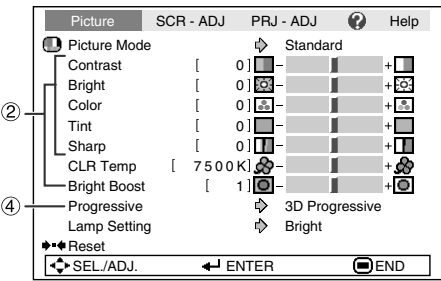 Picture SCR - ADJ PRJ - ADJ ? Help
Picture Mode Standard
Contrast [ 0 ] - +
Bright [ 0 ] - +
② Color [ 0 ] - +
Tint [ 0 ] - +
Sharp [ 0 ] - +
CLR Temp [ 7500K ] - +
Bright Boost [ 1 ] - +
④ Progressive 3D Progressive
Lamp Setting Bright
Reset
SEL./ADJ. ENTER END